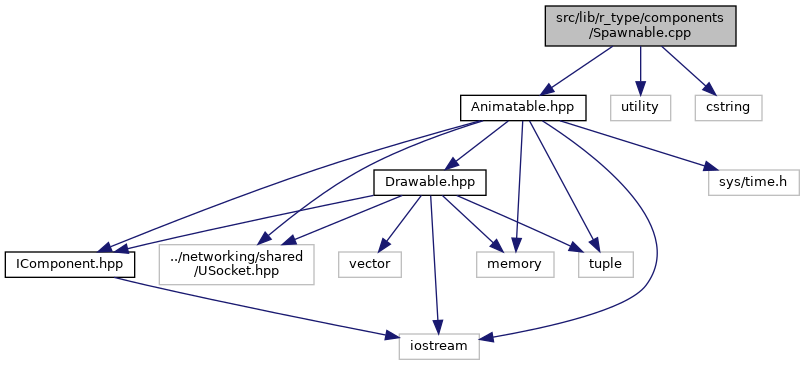 src/lib/r_type/components
/Spawnable.cpp
Animatable.hpp
utility
cstring
Drawable.hpp
sys/time.h
IComponent.hpp
../networking/shared
/USocket.hpp
vector
memory
tuple
iostream